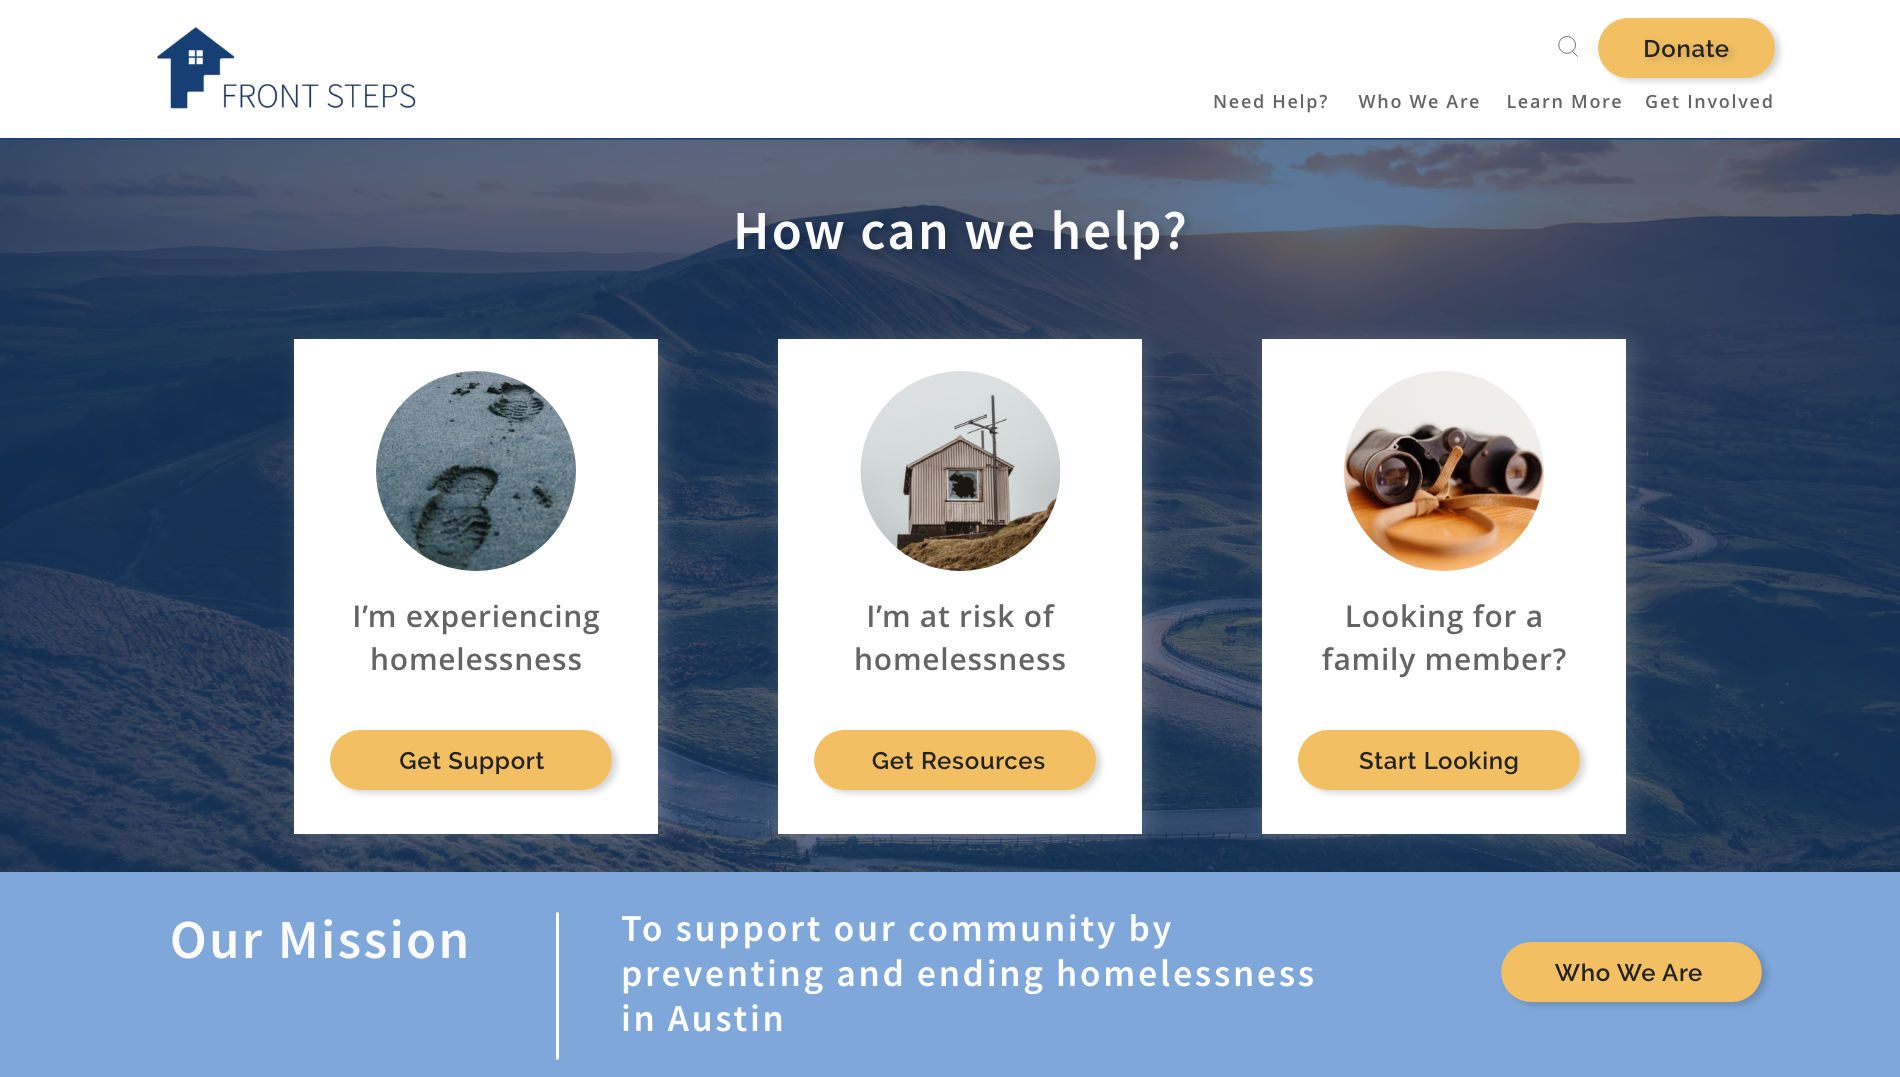 FRONT STEPS
Donate
Need Help? Who We Are Learn More Get Involved
How can we help?
I’m experiencing
homelessness
Get Support
I’m at risk of
homelessness
Get Resources
Looking for a
family member?
Start Looking
Our Mission
To support our community by
preventing and ending homelessness
in Austin
Who We Are